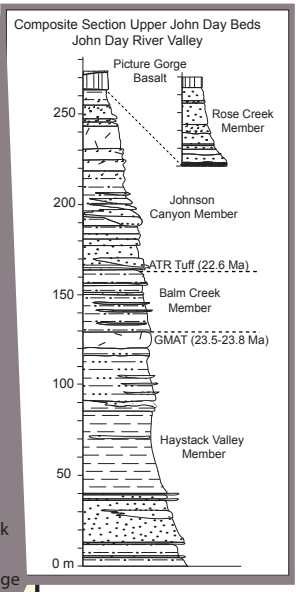 Composite Section Upper John Day Beds
John Day River Valley
Picture Gorge
Basalt
250
Rose Creek
Member
200
Johnson
Canyon Member
ATR Tuff (22.6 Ma)
150
Balm Creek
Member
GMAT (23.5-23.8 Ma)
100
Haystack Valley
Member
50
0 m
k
ge